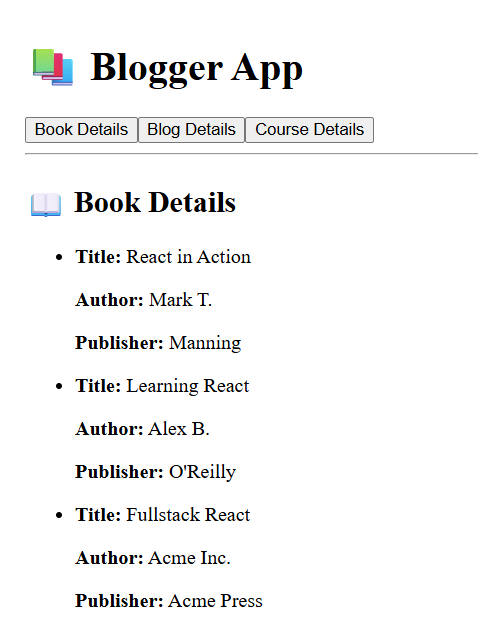 Blogger App
Book Details Blog Details Course Details
Book Details
Title: React in Action
Author: Mark T.
Publisher: Manning
Title: Learning React
Author: Alex B.
Publisher: O'Reilly
Title: Fullstack React
Author: Acme Inc.
Publisher: Acme Press